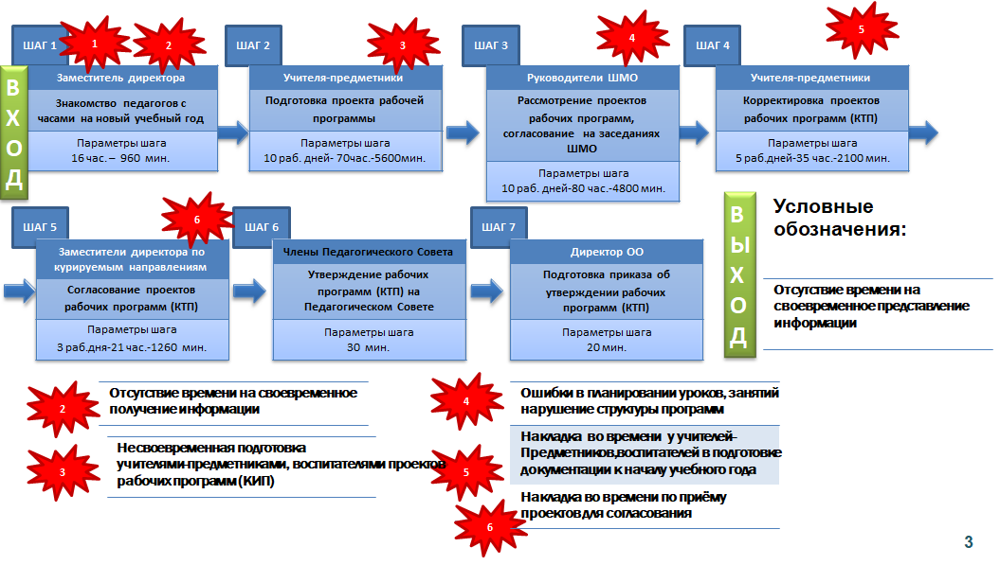 ШАГ 1
1
2
ШАГ 2
3
ШАГ 3
4
ШАГ 4
5
ВХОД
Заместитель директора
Знакомство педагогов с
часами на новый учебный год
Параметры шага
16 час. – 960 мин.
Учителя-предметники
Подготовка проекта рабочей
программы
Параметры шага
10 раб. дней- 70час.-5600мин.
Руководители ШМО
Рассмотрение проектов
рабочих программ,
согласование на заседаниях
ШМО
Параметры шага
10 раб. дней-80 час.-4800 мин.
Учителя-предметники
Корректировка проектов
рабочих программ (КТП)
Параметры шага
5 раб.дней-35 час.-2100 мин.
ШАГ 5
6
ШАГ 6
ШАГ 7
Заместители директора по
курируемым направлениям
Согласование проектов
рабочих программ (КТП)
Параметры шага
3 раб.дня-21 час.-1260 мин.
Члены Педагогического Совета
Утверждение рабочих
программ (КТП) на
Педагогическом Совете
Параметры шага
30 мин.
Директор ОО
Подготовка приказа об
утверждении рабочих
программ (КТП)
Параметры шага
20 мин.
ВЫХОД
Условные
обозначения:
Отсутствие времени на
своевременное представление
информации
2
Отсутствие времени на своевременное
получение информации
3
Несвоевременная подготовка
учителями-предметниками, воспитателями проектов
рабочих программ (КИП)
4
Ошибки в планировании уроков, занятий
нарушение структуры программ
5
Накладка во времени у учителей-
Предметников,воспитателей в подготовке
документации к началу учебного года
6
Накладка во времени по приёму
проектов для согласования
3